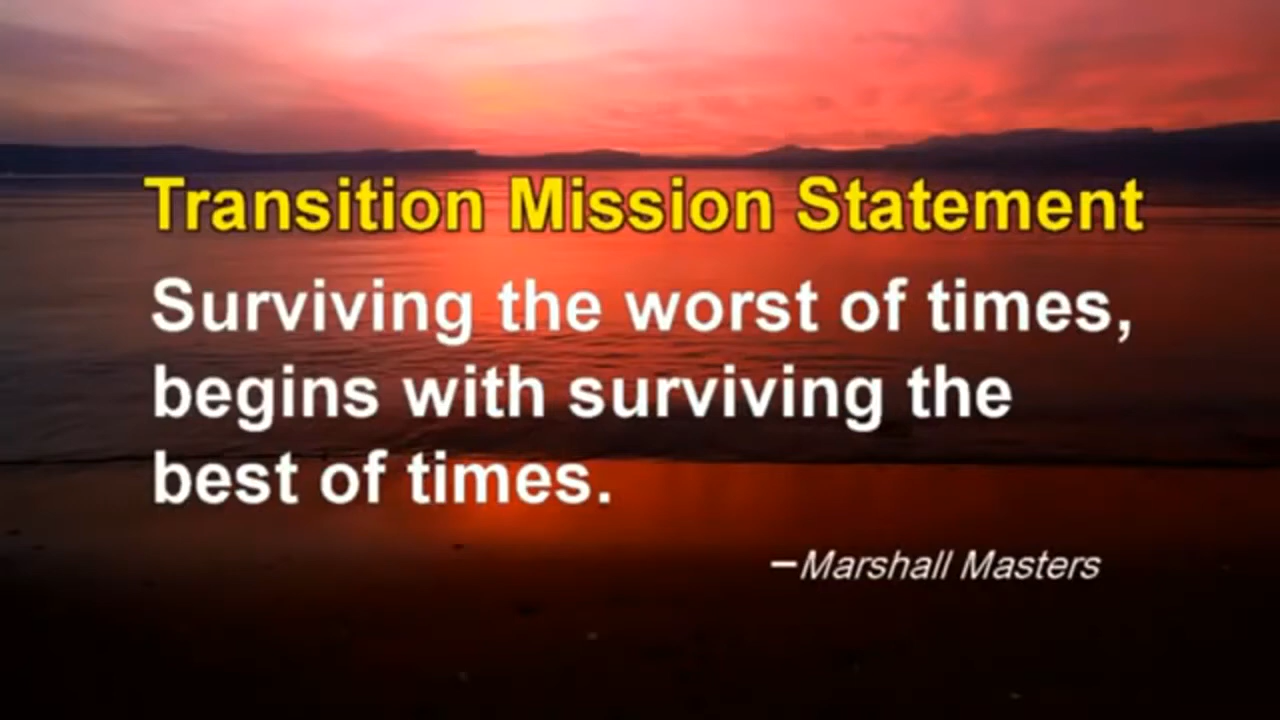 Transition Mission Statement
Surviving the worst of times,
begins with surviving the
best of times.
–Marshall Masters